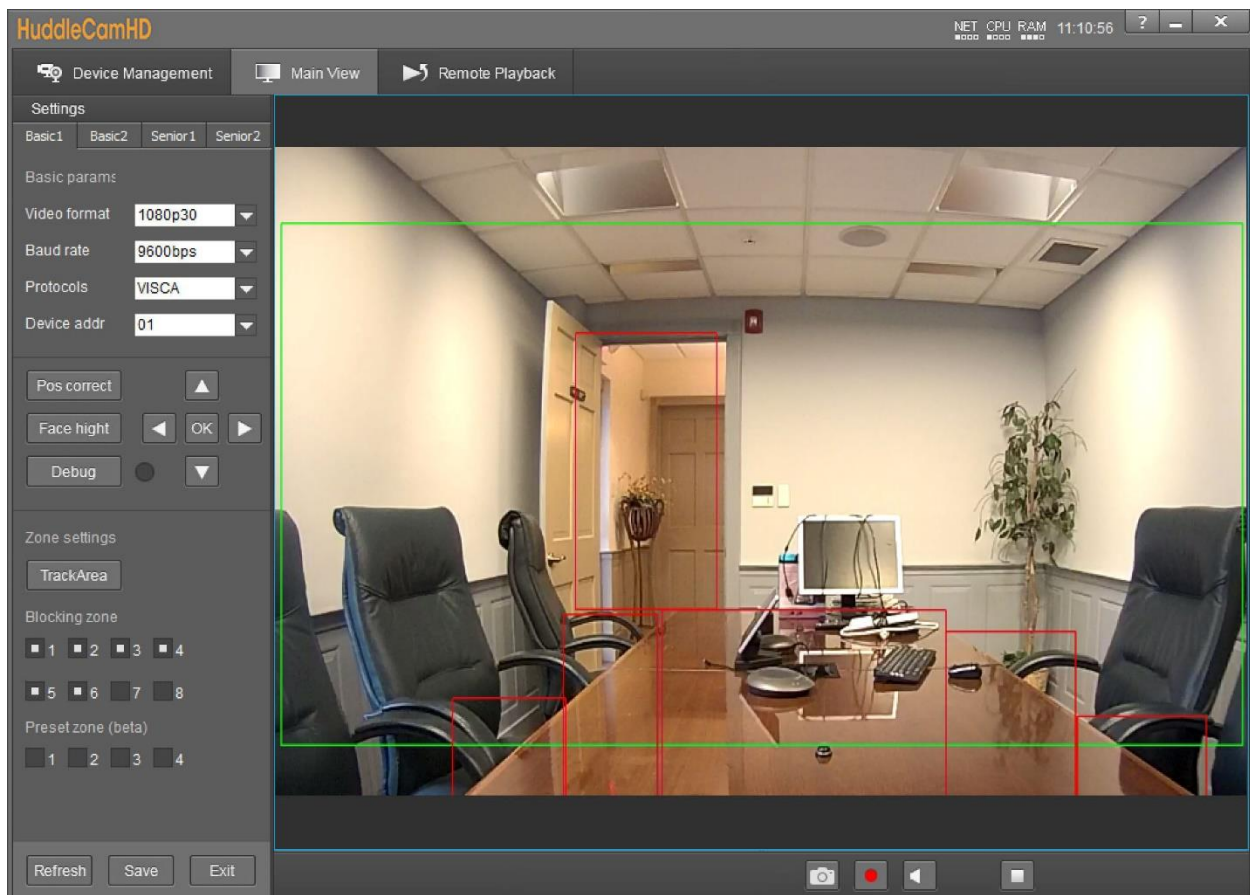 HuddleCamHD
NET CPU RAM 11:10:56 ?
Device Management Main View Remote Playback
Settings
Basic1 Basic2 Senior1 Senior2
Basic params
Video format 1080p30
Baud rate 9600bps
Protocols VISCA
Device addr 01
Pos correct
Face hight OK
Debug
Zone settings
TrackArea
Blocking zone
1 2 3 4
5 6 7 8
Preset zone (beta)
1 2 3 4
Refresh Save Exit